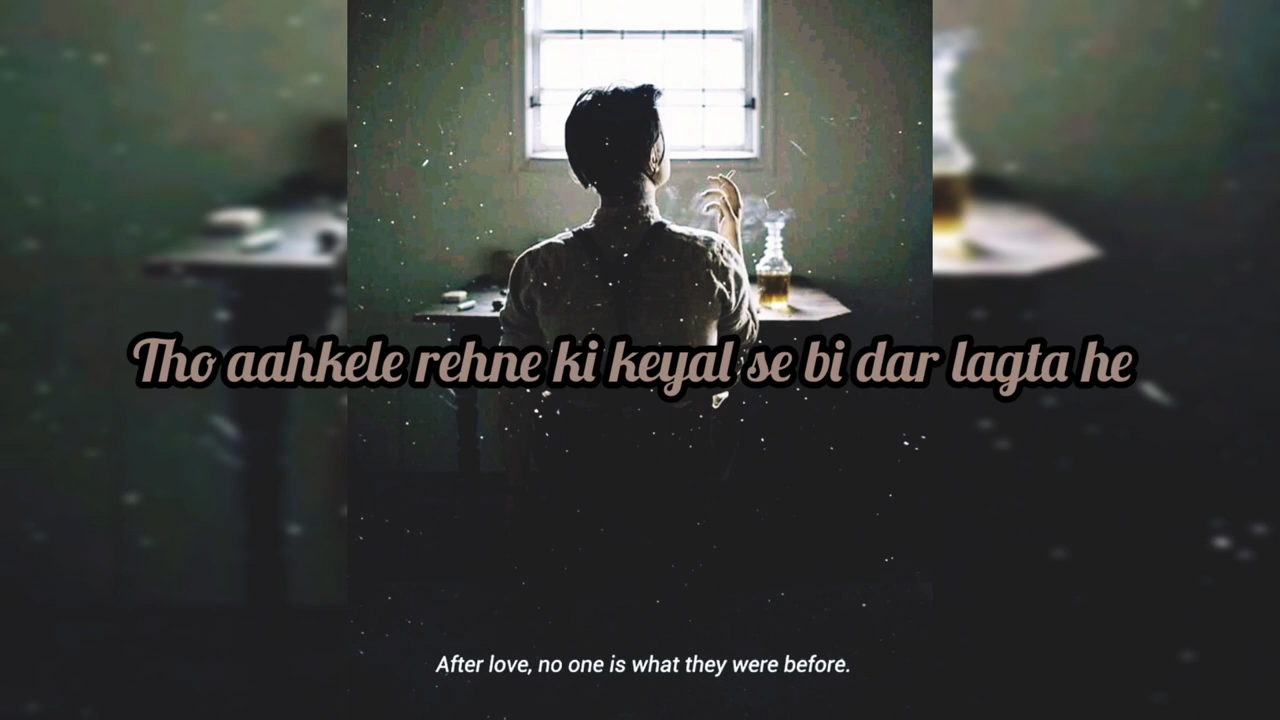 Tho aahkele rehne ki keyal se bi dar lagta he
After love, no one is what they were before.